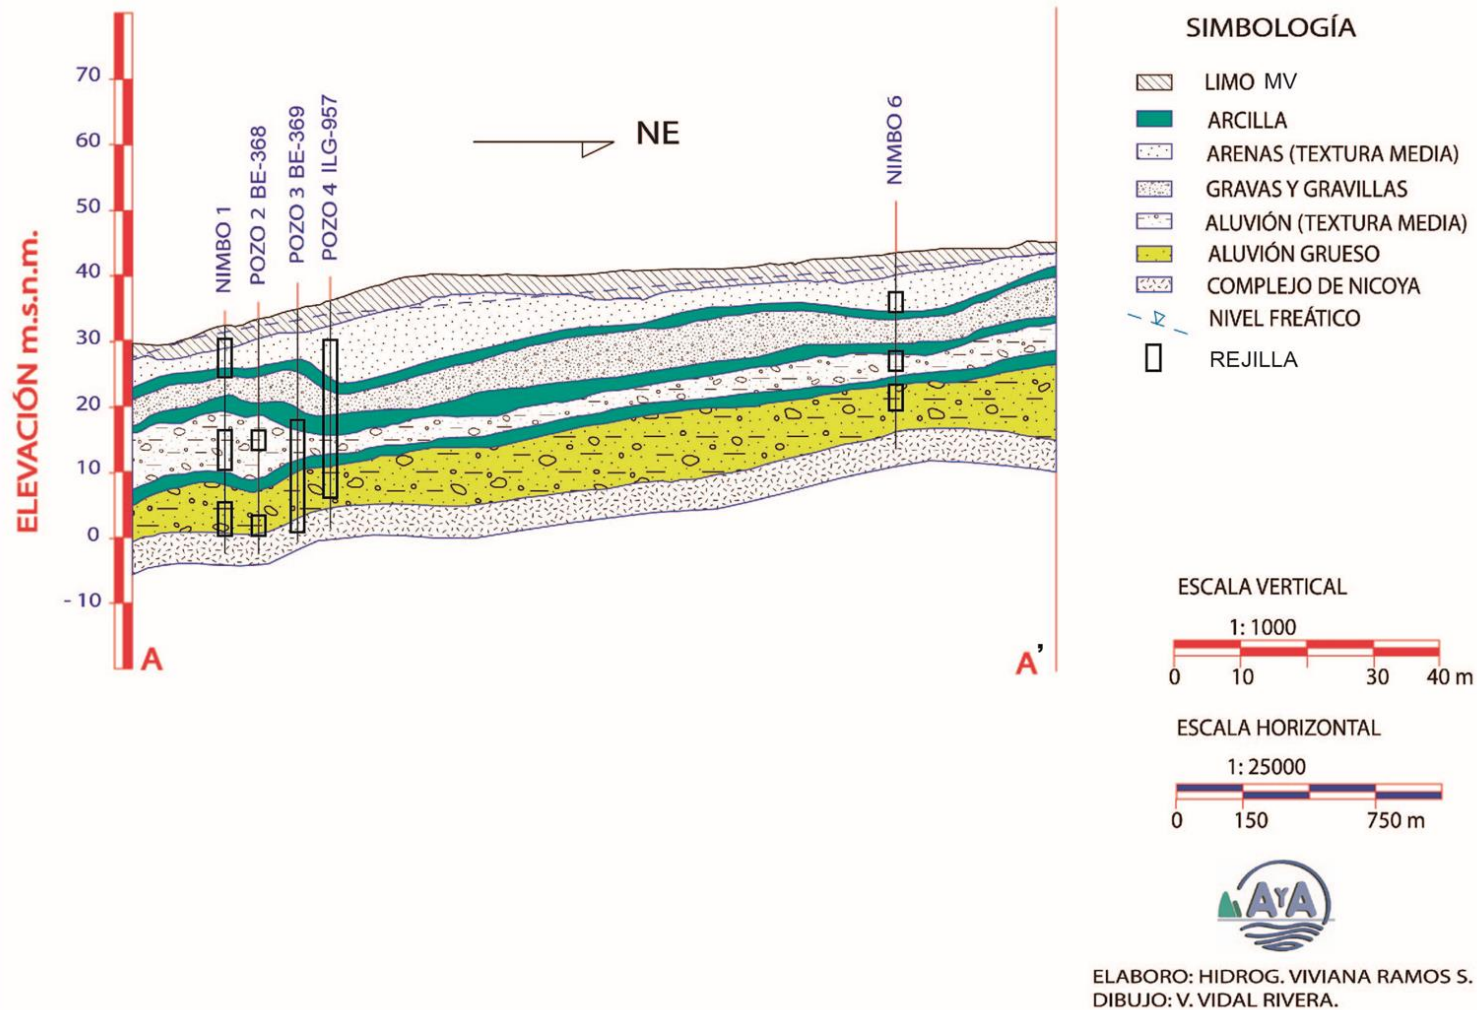 ELEVACIÓN m.s.n.m.
70
60
50
40
30
20
10
0
- 10
NIMBO 1
POZO 2 BE-368
POZO 3 BE-369
POZO 4 ILG-957
NE
NIMBO 6
A
A'
SIMBOLOGÍA
LIMO MV
ARCILLA
ARENAS (TEXTURA MEDIA)
GRAVAS Y GRAVILLAS
ALUVIÓN (TEXTURA MEDIA)
ALUVIÓN GRUESO
COMPLEJO DE NICOYA
NIVEL FREÁTICO
REJILLA
ESCALA VERTICAL
1: 1000
0 10 30 40 m
ESCALA HORIZONTAL
1: 25000
0 150 750 m
AYA
ELABORO: HIDROG. VIVIANA RAMOS S.
DIBUJO: V. VIDAL RIVERA.